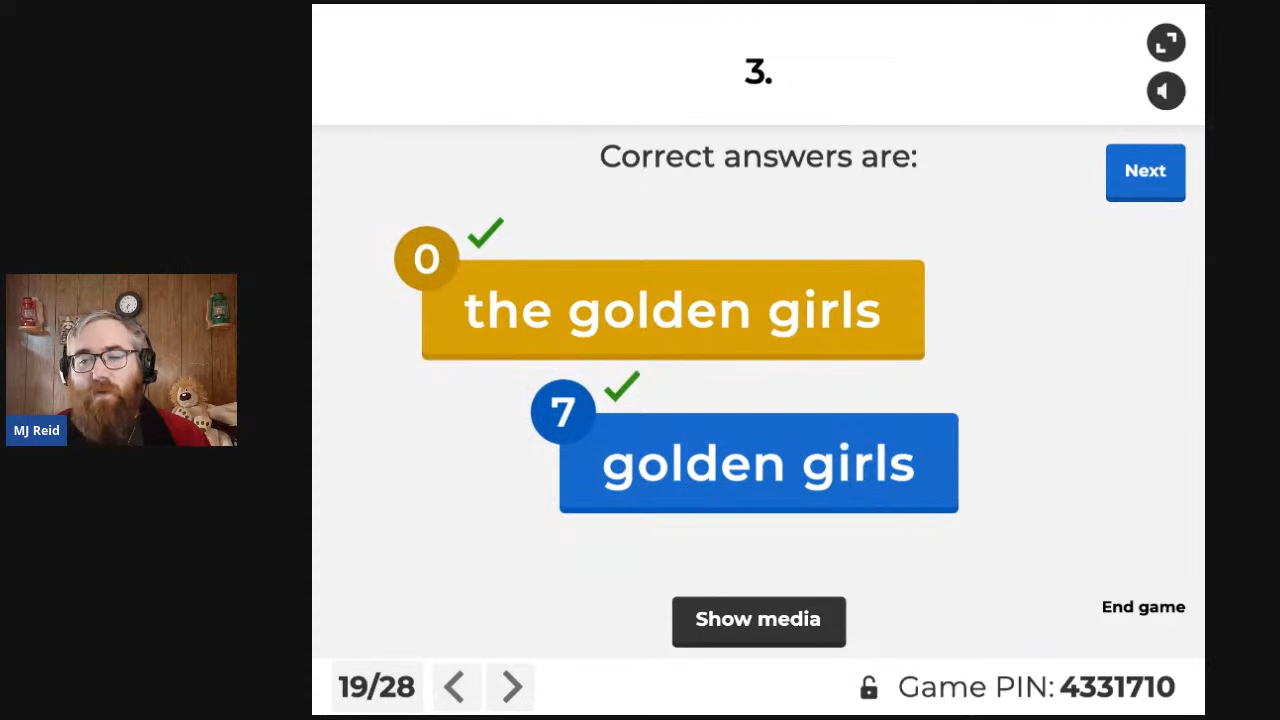 3.
Correct answers are:
Next
0
the golden girls
7
golden girls
MJ Reid
Show media
End game
19/28
Game PIN: 4331710